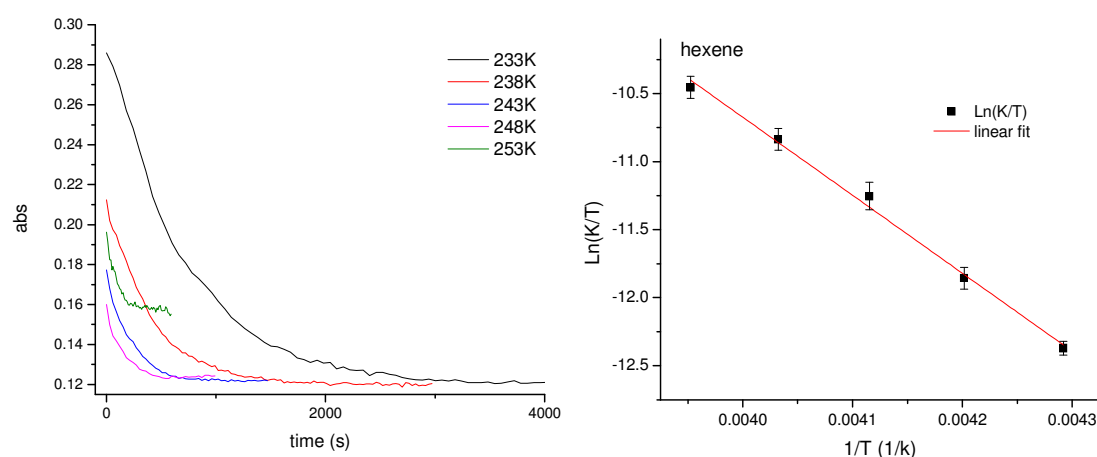 0.30
0.28
0.26
0.24
0.22
0.20
0.18
0.16
0.14
0.12
abs
0
2000
4000
time (s)
233K
238K
243K
248K
253K
hexene
Ln(K/T)
linear fit
-10.5
-11.0
-11.5
-12.0
-12.5
Ln(K/T)
0.0040
0.0041
0.0042
0.0043
1/T (1/k)